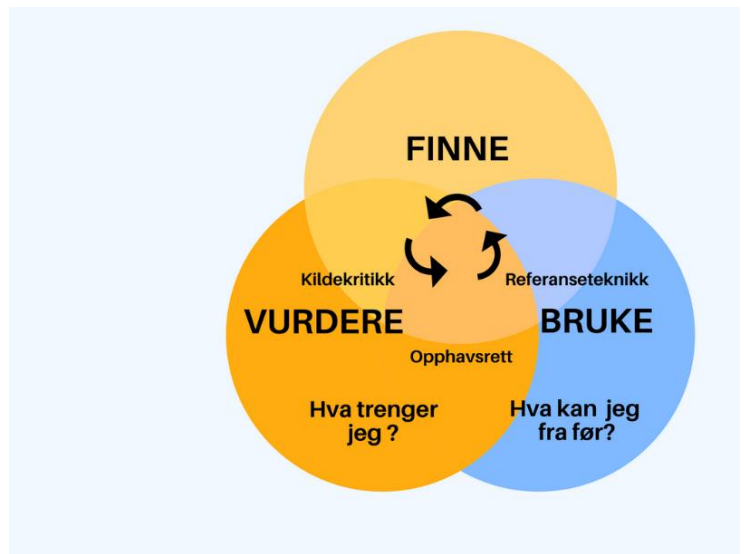 FINNE
Kildekritikk
Referanseteknikk
VURDERE
BRUKE
Opphavsrett
Hva trenger
jeg ?
Hva kan jeg
fra før?